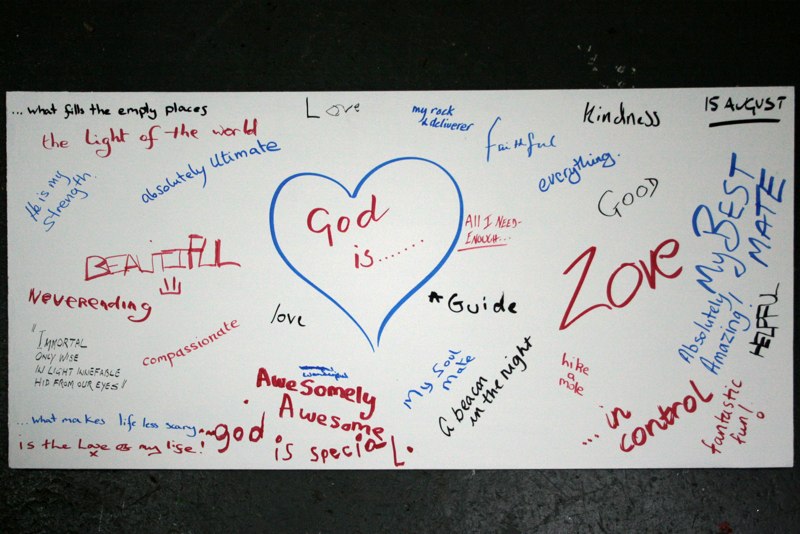 ...what fills the empty places
Love
my rock
& deliverer
Kindness
15 AUGUST
the light of the world
faithful
absolutely Ultimate
everything.
He is my
strength.
GOOD
My BEST
MATE
God
is.......
ALL I NEED-
ENOUGH...
BEAUTIFUL
Love
Neverending
A Guide
love
Absolutely
Amazing!
HELPFUL
"IMMORTAL
ONLY WISE
IN LIGHT INNEFABLE
HID FROM OUR EYES"
compassionate
My Soul
mate
A beacon
in the night
hike
a
mole
wonderful
Awesomely
Awesome
...in
control
fantastic
fun!
...what makes life less scary
god
is special.
is the Love of my life!